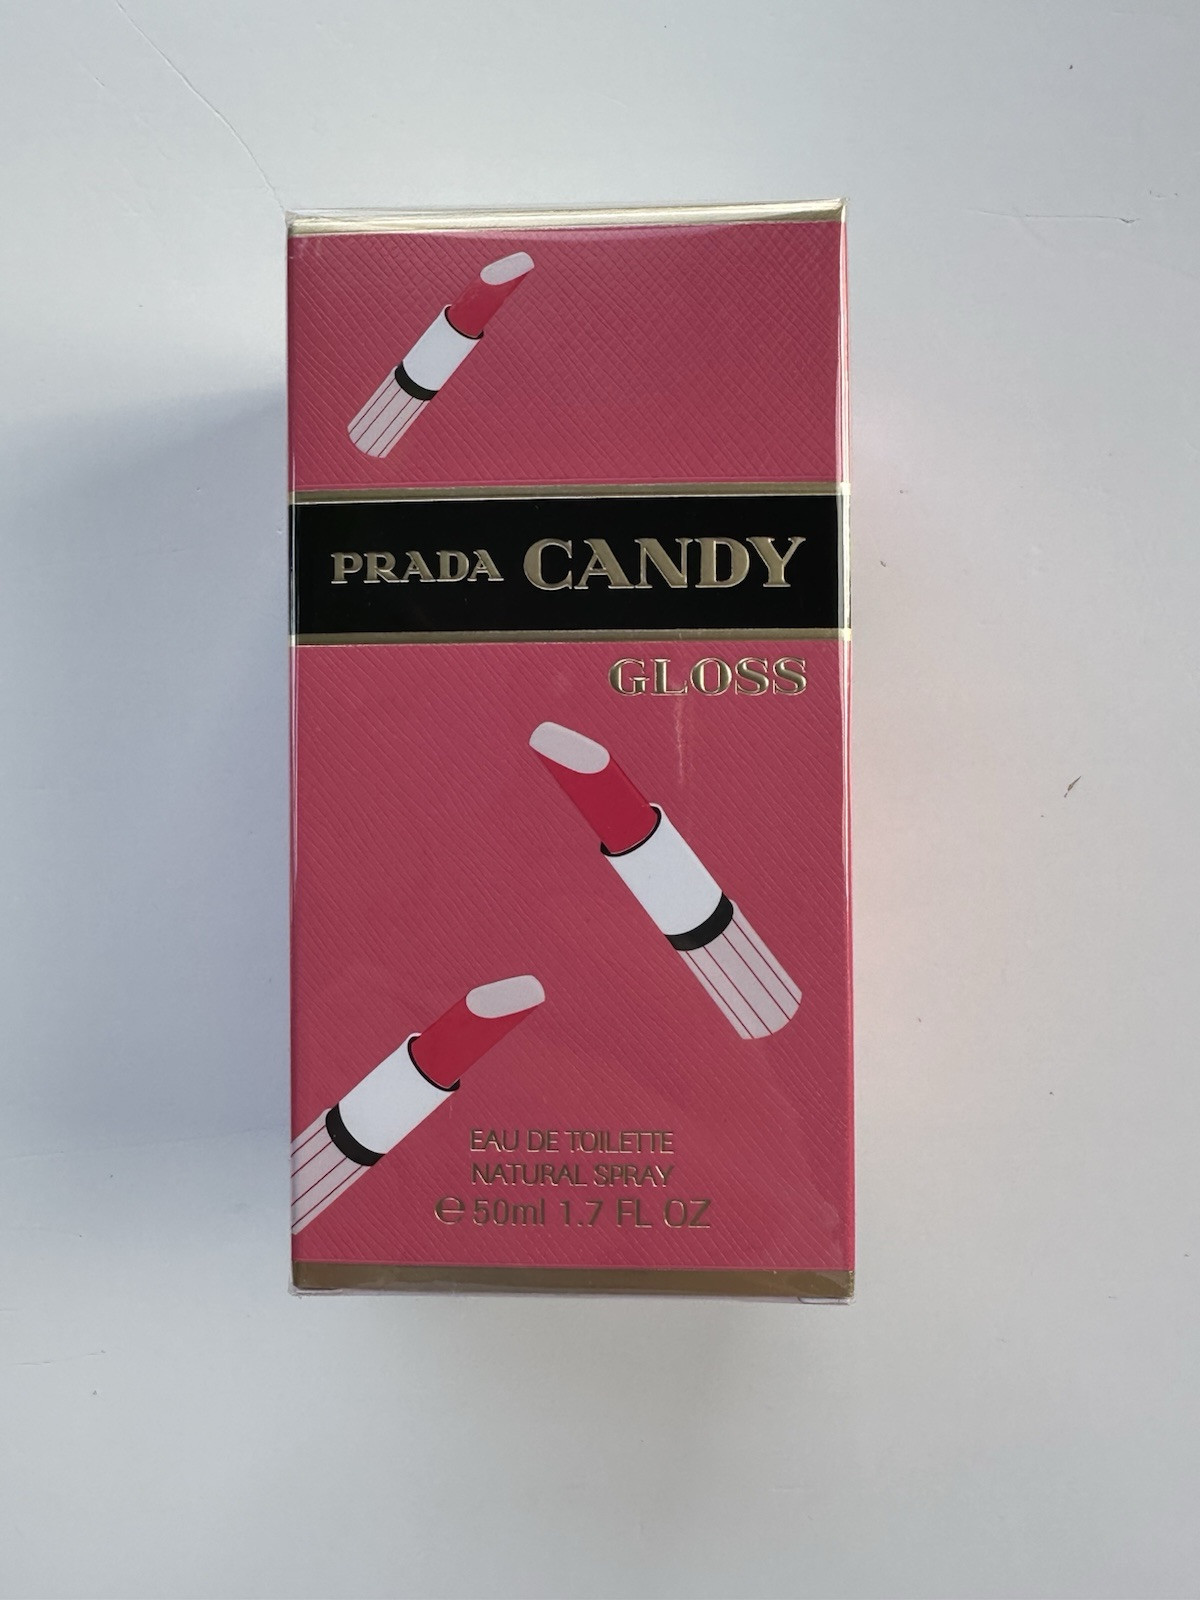 PRADA CANDY
GLOSS
EAU DE TOILETTE
NATURAL SPRAY
℮ 50ml 1.7 FL OZ